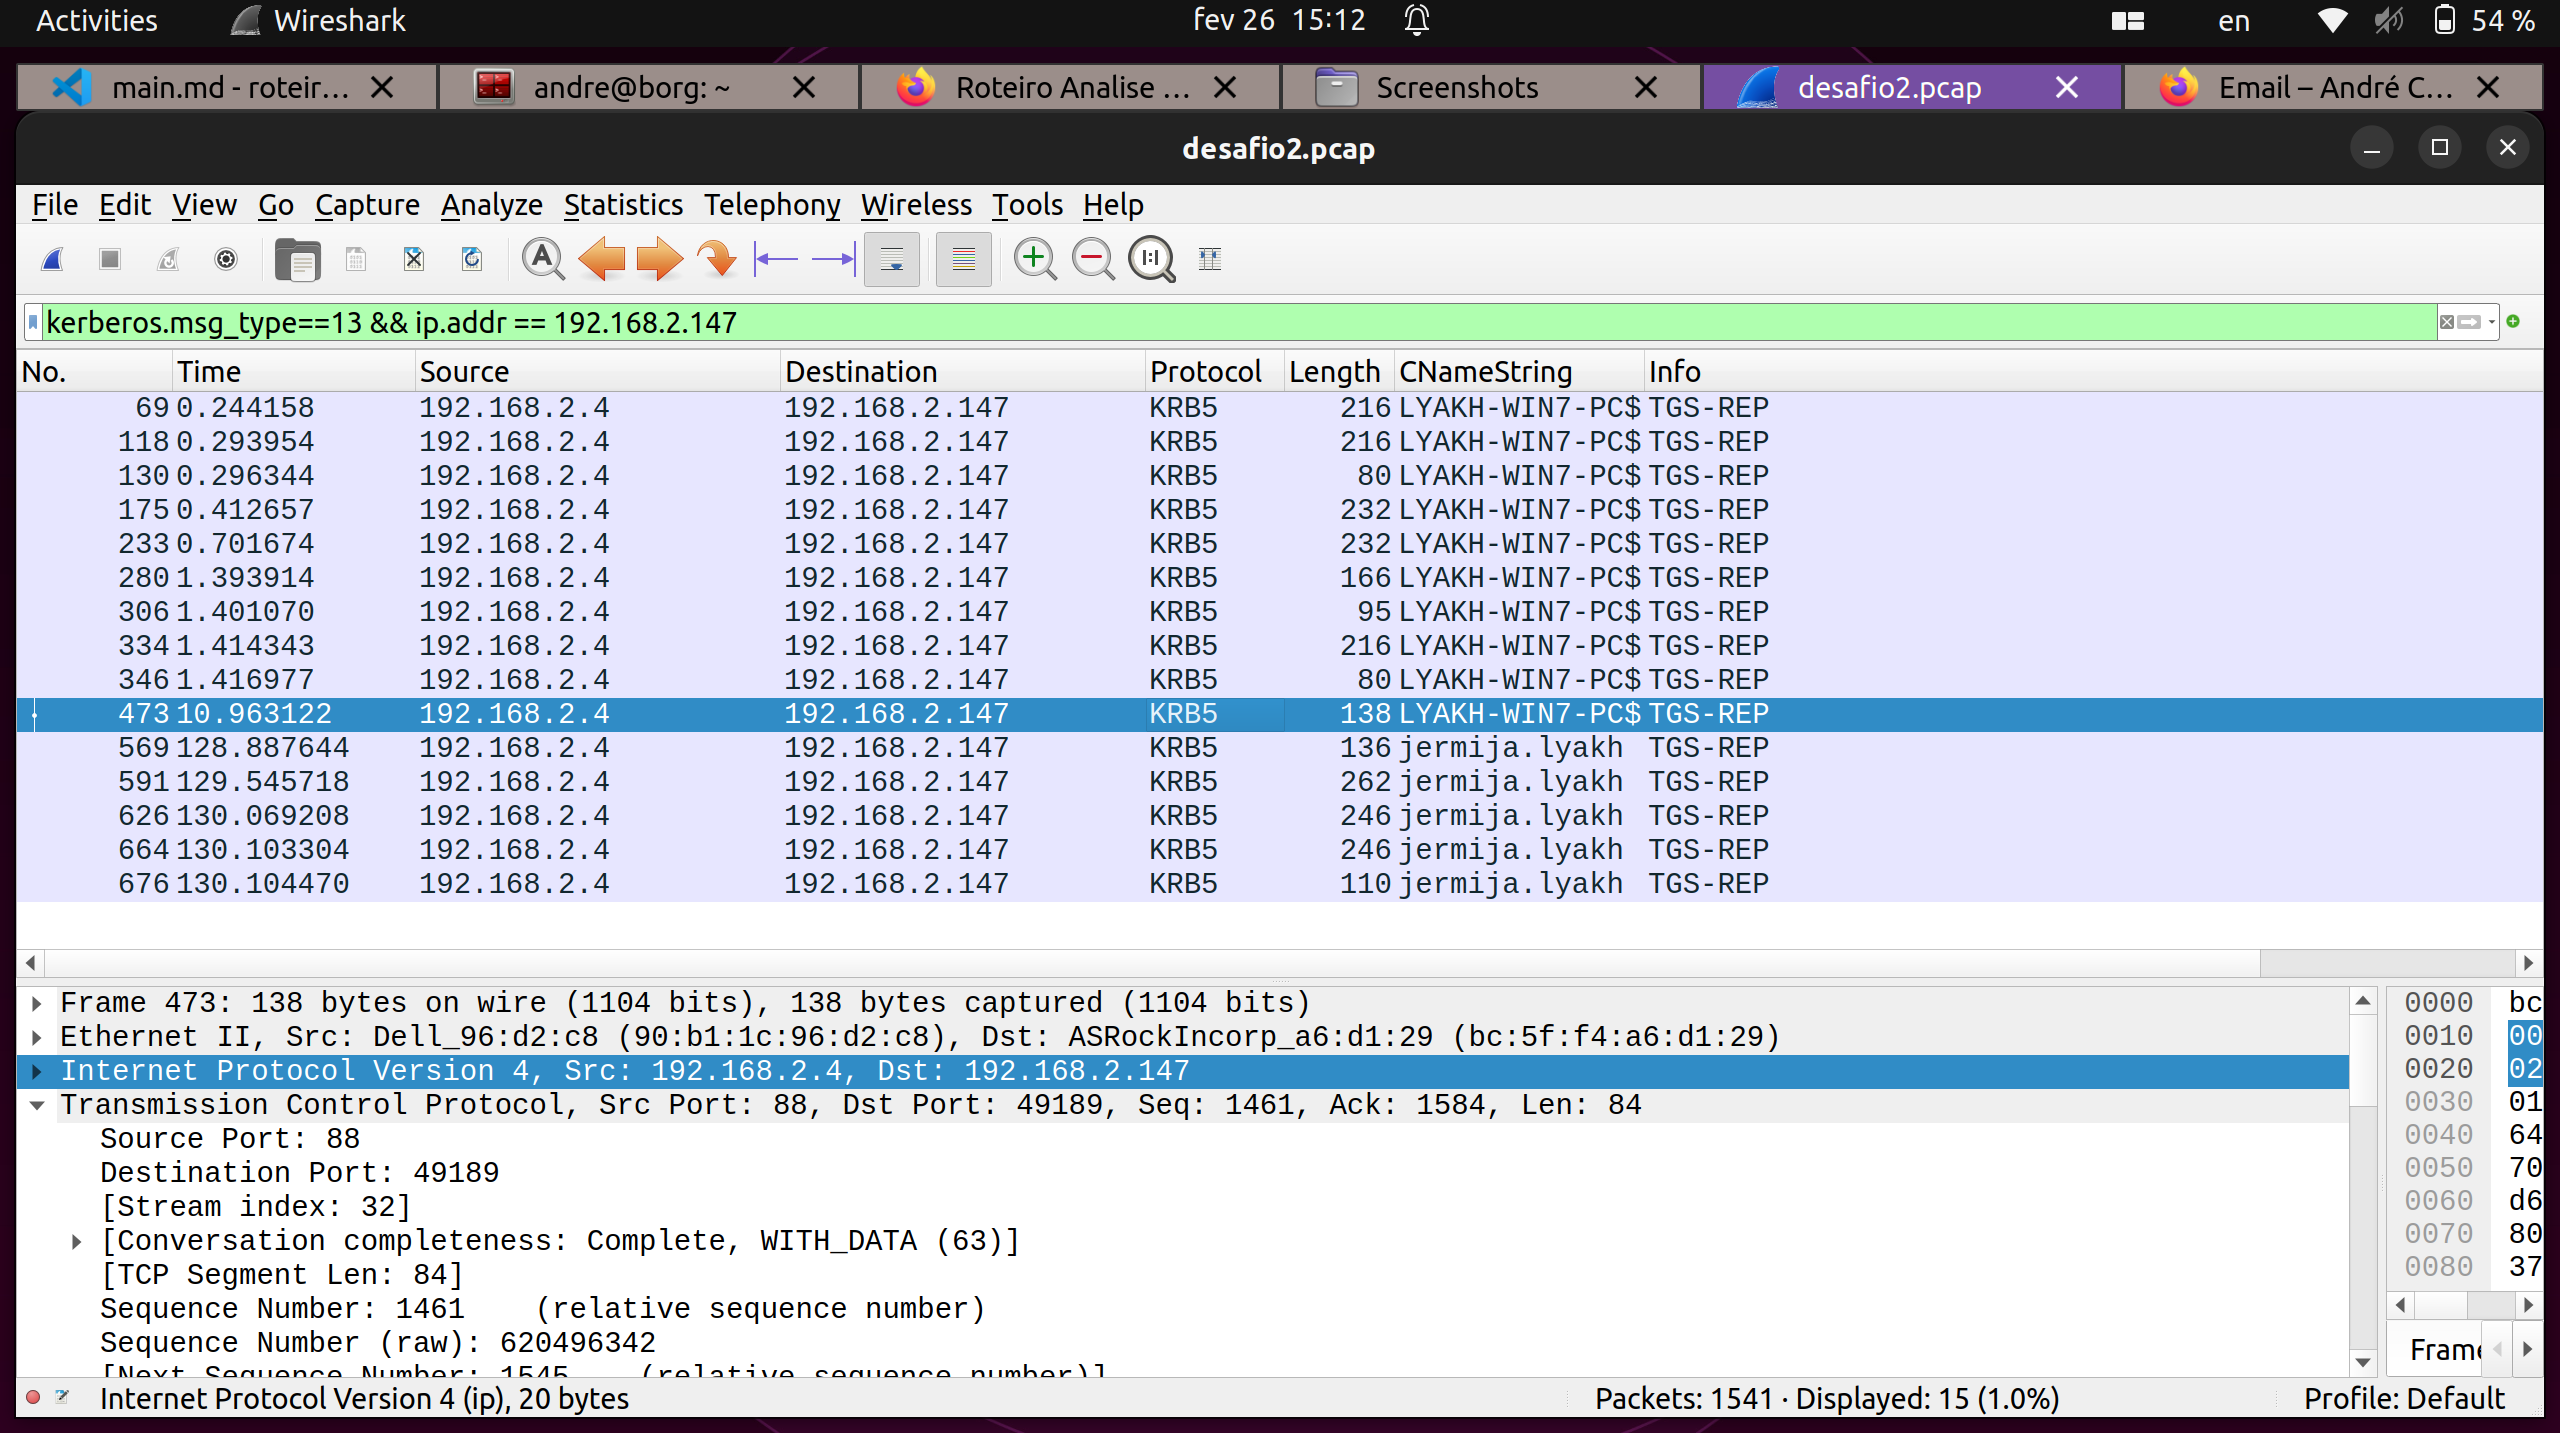 Activities Wireshark fev 26 15:12 en 54 %
main.md - roteir... andre@borg: ~ Roteiro Analise ... Screenshots desafio2.pcap Email – André C...
desafio2.pcap
File Edit View Go Capture Analyze Statistics Telephony Wireless Tools Help
kerberos.msg_type==13 && ip.addr == 192.168.2.147
No. Time Source Destination Protocol Length CNameString Info
69 0.244158 192.168.2.4 192.168.2.147 KRB5 216 LYAKH-WIN7-PC$ TGS-REP
118 0.293954 192.168.2.4 192.168.2.147 KRB5 216 LYAKH-WIN7-PC$ TGS-REP
130 0.296344 192.168.2.4 192.168.2.147 KRB5 80 LYAKH-WIN7-PC$ TGS-REP
175 0.412657 192.168.2.4 192.168.2.147 KRB5 232 LYAKH-WIN7-PC$ TGS-REP
233 0.701674 192.168.2.4 192.168.2.147 KRB5 232 LYAKH-WIN7-PC$ TGS-REP
280 1.393914 192.168.2.4 192.168.2.147 KRB5 166 LYAKH-WIN7-PC$ TGS-REP
306 1.401070 192.168.2.4 192.168.2.147 KRB5 95 LYAKH-WIN7-PC$ TGS-REP
334 1.414343 192.168.2.4 192.168.2.147 KRB5 216 LYAKH-WIN7-PC$ TGS-REP
346 1.416977 192.168.2.4 192.168.2.147 KRB5 80 LYAKH-WIN7-PC$ TGS-REP
473 10.963122 192.168.2.4 192.168.2.147 KRB5 138 LYAKH-WIN7-PC$ TGS-REP
569 128.887644 192.168.2.4 192.168.2.147 KRB5 136 jermija.lyakh TGS-REP
591 129.545718 192.168.2.4 192.168.2.147 KRB5 262 jermija.lyakh TGS-REP
626 130.069208 192.168.2.4 192.168.2.147 KRB5 246 jermija.lyakh TGS-REP
664 130.103304 192.168.2.4 192.168.2.147 KRB5 246 jermija.lyakh TGS-REP
676 130.104470 192.168.2.4 192.168.2.147 KRB5 110 jermija.lyakh TGS-REP
Frame 473: 138 bytes on wire (1104 bits), 138 bytes captured (1104 bits)
Ethernet II, Src: Dell_96:d2:c8 (90:b1:1c:96:d2:c8), Dst: ASRockIncorp_a6:d1:29 (bc:5f:f4:a6:d1:29)
Internet Protocol Version 4, Src: 192.168.2.4, Dst: 192.168.2.147
Transmission Control Protocol, Src Port: 88, Dst Port: 49189, Seq: 1461, Ack: 1584, Len: 84
Source Port: 88
Destination Port: 49189
[Stream index: 32]
[Conversation completeness: Complete, WITH_DATA (63)]
[TCP Segment Len: 84]
Sequence Number: 1461 (relative sequence number)
Sequence Number (raw): 620496342
[Next Sequence Number: 1545 (relative sequence number)]
0000 bc
0010 00
0020 02
0030 01
0040 64
0050 70
0060 d6
0070 80
0080 37
Frame
Internet Protocol Version 4 (ip), 20 bytes Packets: 1541 · Displayed: 15 (1.0%) Profile: Default